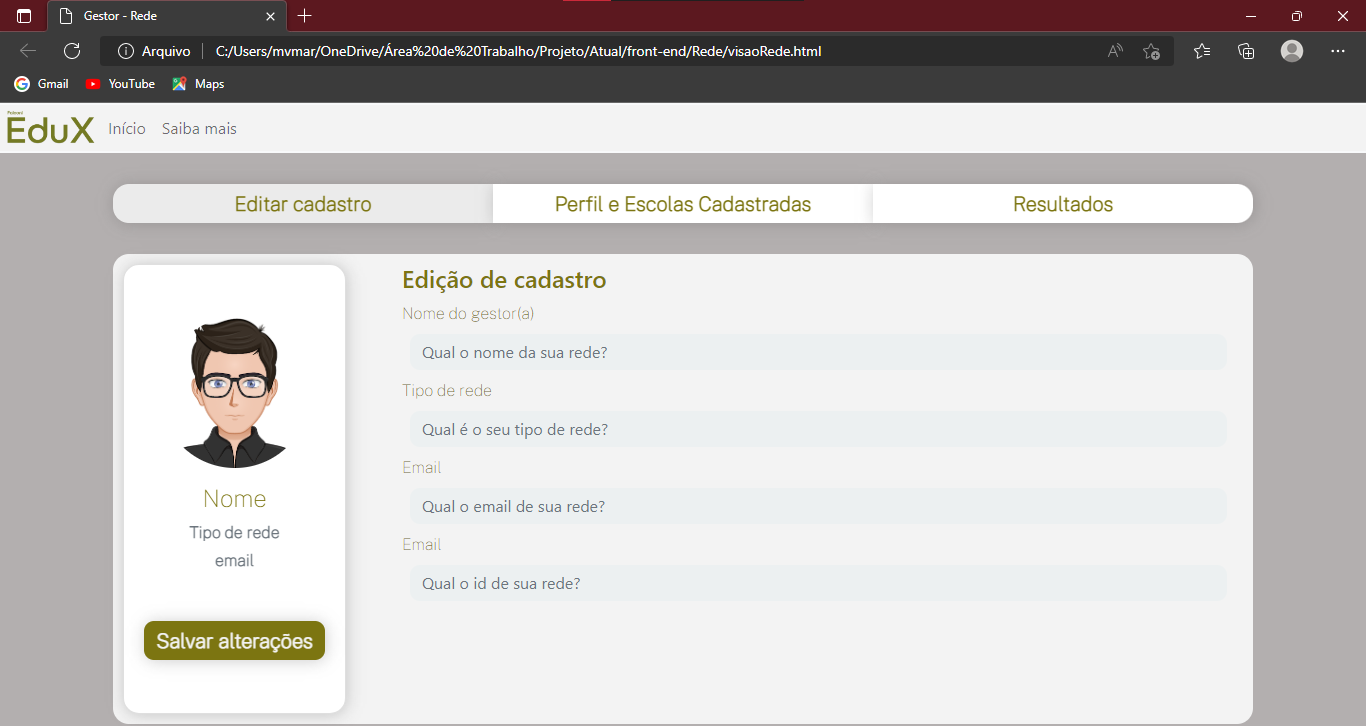 Gestor - Rede
Arquivo C:/Users/mvmar/OneDrive/Área%20de%20Trabalho/Projeto/Atual/front-end/Rede/visaoRede.html
Gmail YouTube Maps
EduX Início Saiba mais
Editar cadastro Perfil e Escolas Cadastradas Resultados
Edição de cadastro
Nome do gestor(a)
Qual o nome da sua rede?
Tipo de rede
Qual é o seu tipo de rede?
Email
Qual o email de sua rede?
Email
Qual o id de sua rede?
Nome
Tipo de rede
email
Salvar alterações